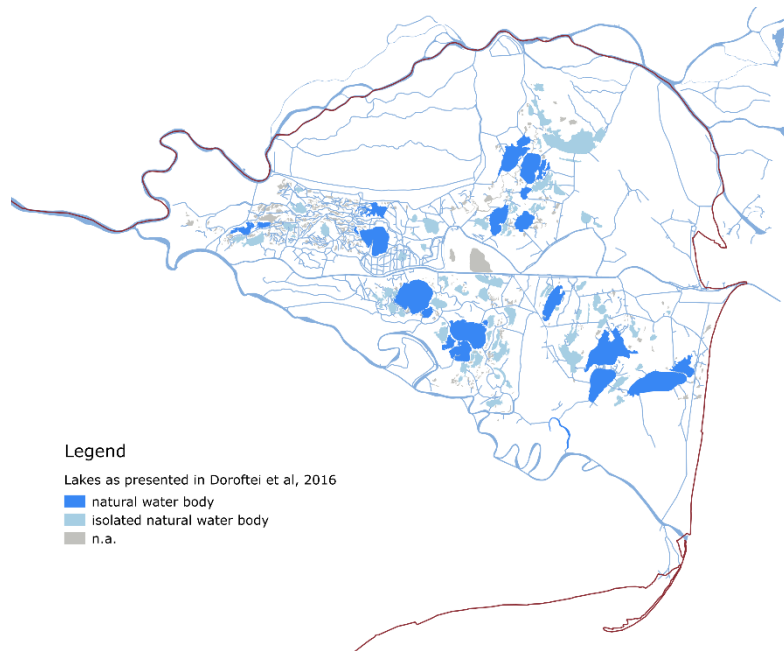 Legend
Lakes as presented in Doroftei et al, 2016
natural water body
isolated natural water body
n.a.